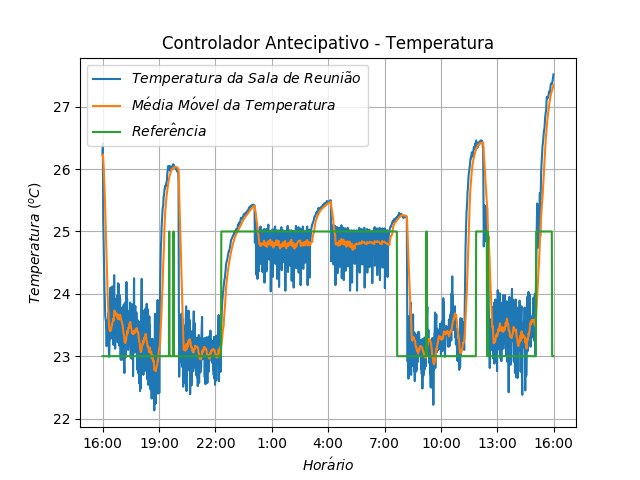 Controlador Antecipativo - Temperatura
Temperatura da Sala de Reunião
Média Móvel da Temperatura
Referência
Temperatura (ºC)
27
26
25
24
23
22
16:00 19:00 22:00 1:00 4:00 7:00 10:00 13:00 16:00
Horário